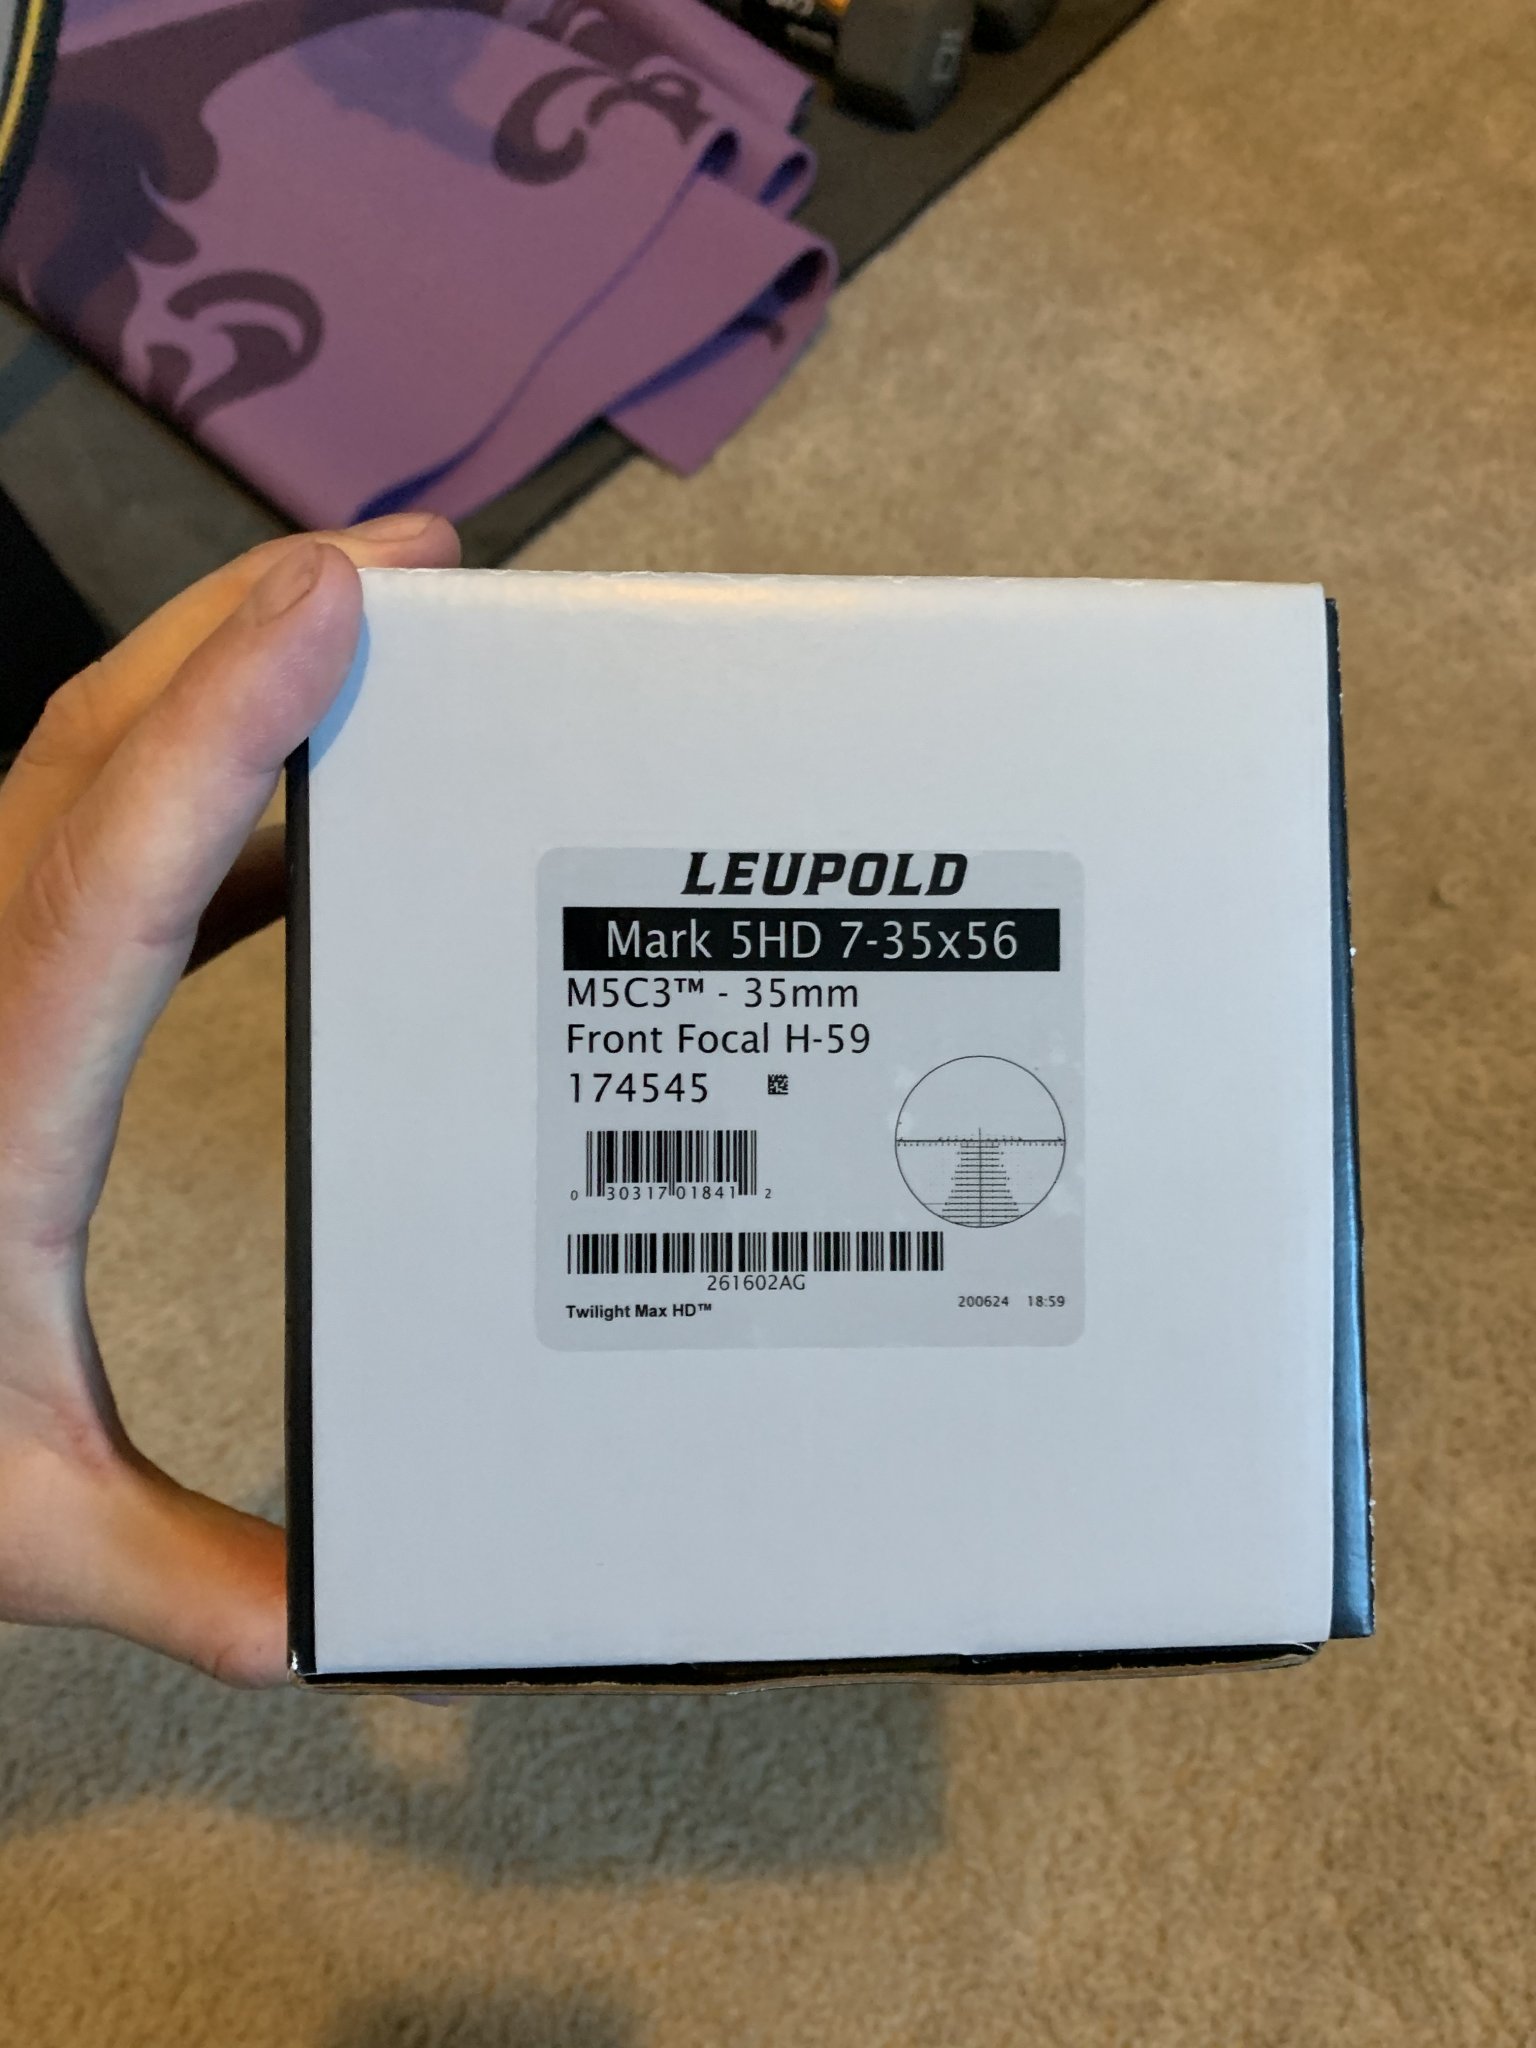 LEUPOLD
Mark 5HD 7-35x56
M5C3™ - 35mm
Front Focal H-59
174545
0 30317 01841 2
261602AG
Twilight Max HD™
200624 18:59